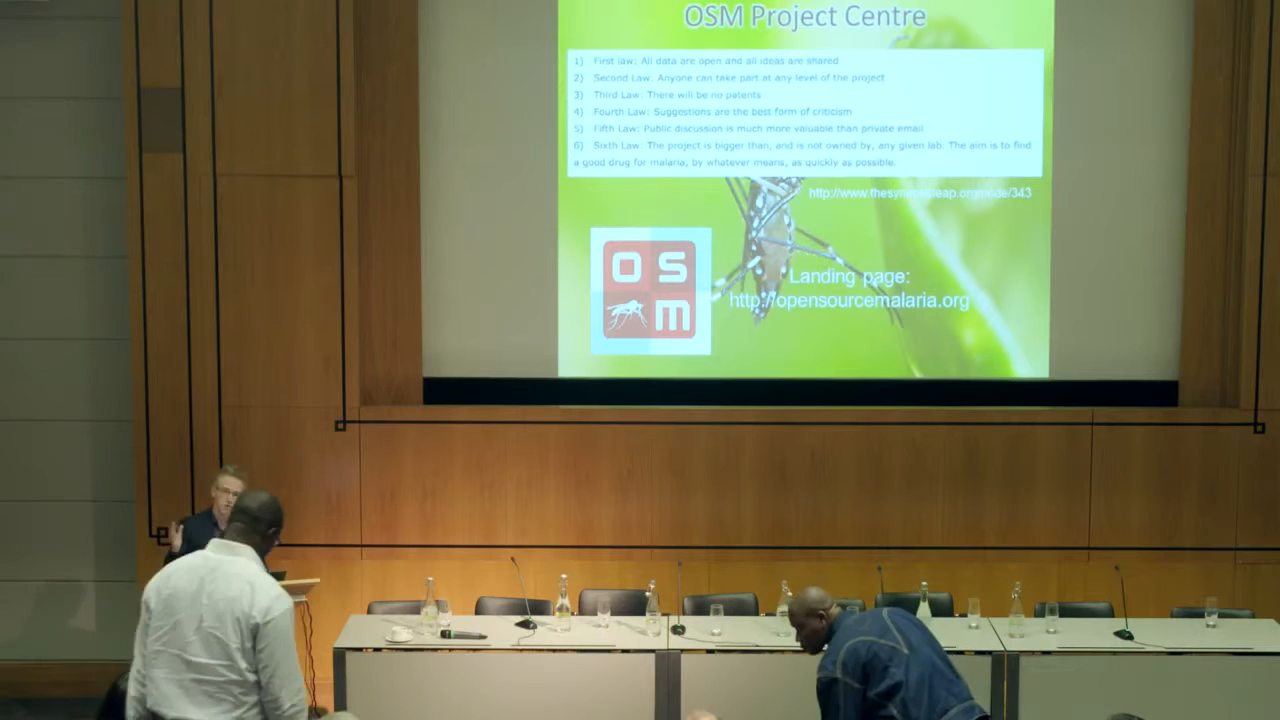 OSM Project Centre
1) First law: All data are open and all ideas are shared
2) Second Law: Anyone can take part at any level of the project
3) Third Law: There will be no patents
4) Fourth Law: Suggestions are the best form of criticism
5) Fifth Law: Public discussion is much more valuable than private email
6) Sixth Law: The project is bigger than, and is not owned by, any given lab. The aim is to find
a good drug for malaria, by whatever means, as quickly as possible.
OS
m
Landing page:
http://opensourcemalaria.org